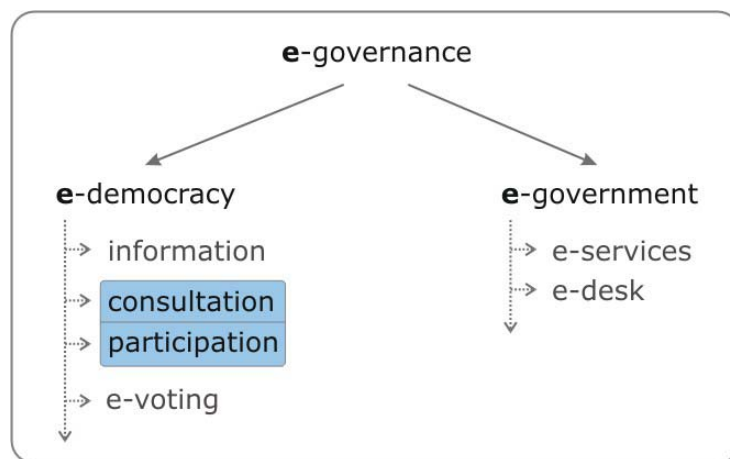 e-governance
e-democracy
information
consultation
participation
e-voting
e-government
e-services
e-desk